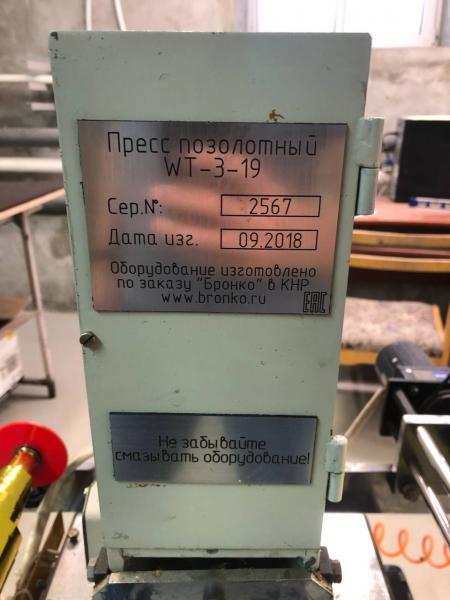 Пресс позолотный
WT-3-19
Сер.№: 2567
Дата изг. 09.2018
Оборудование изготовлено
по заказу "Бронко" в КНР
www.bronko.ru
EAC
Не забывайте
смазывать оборудование!